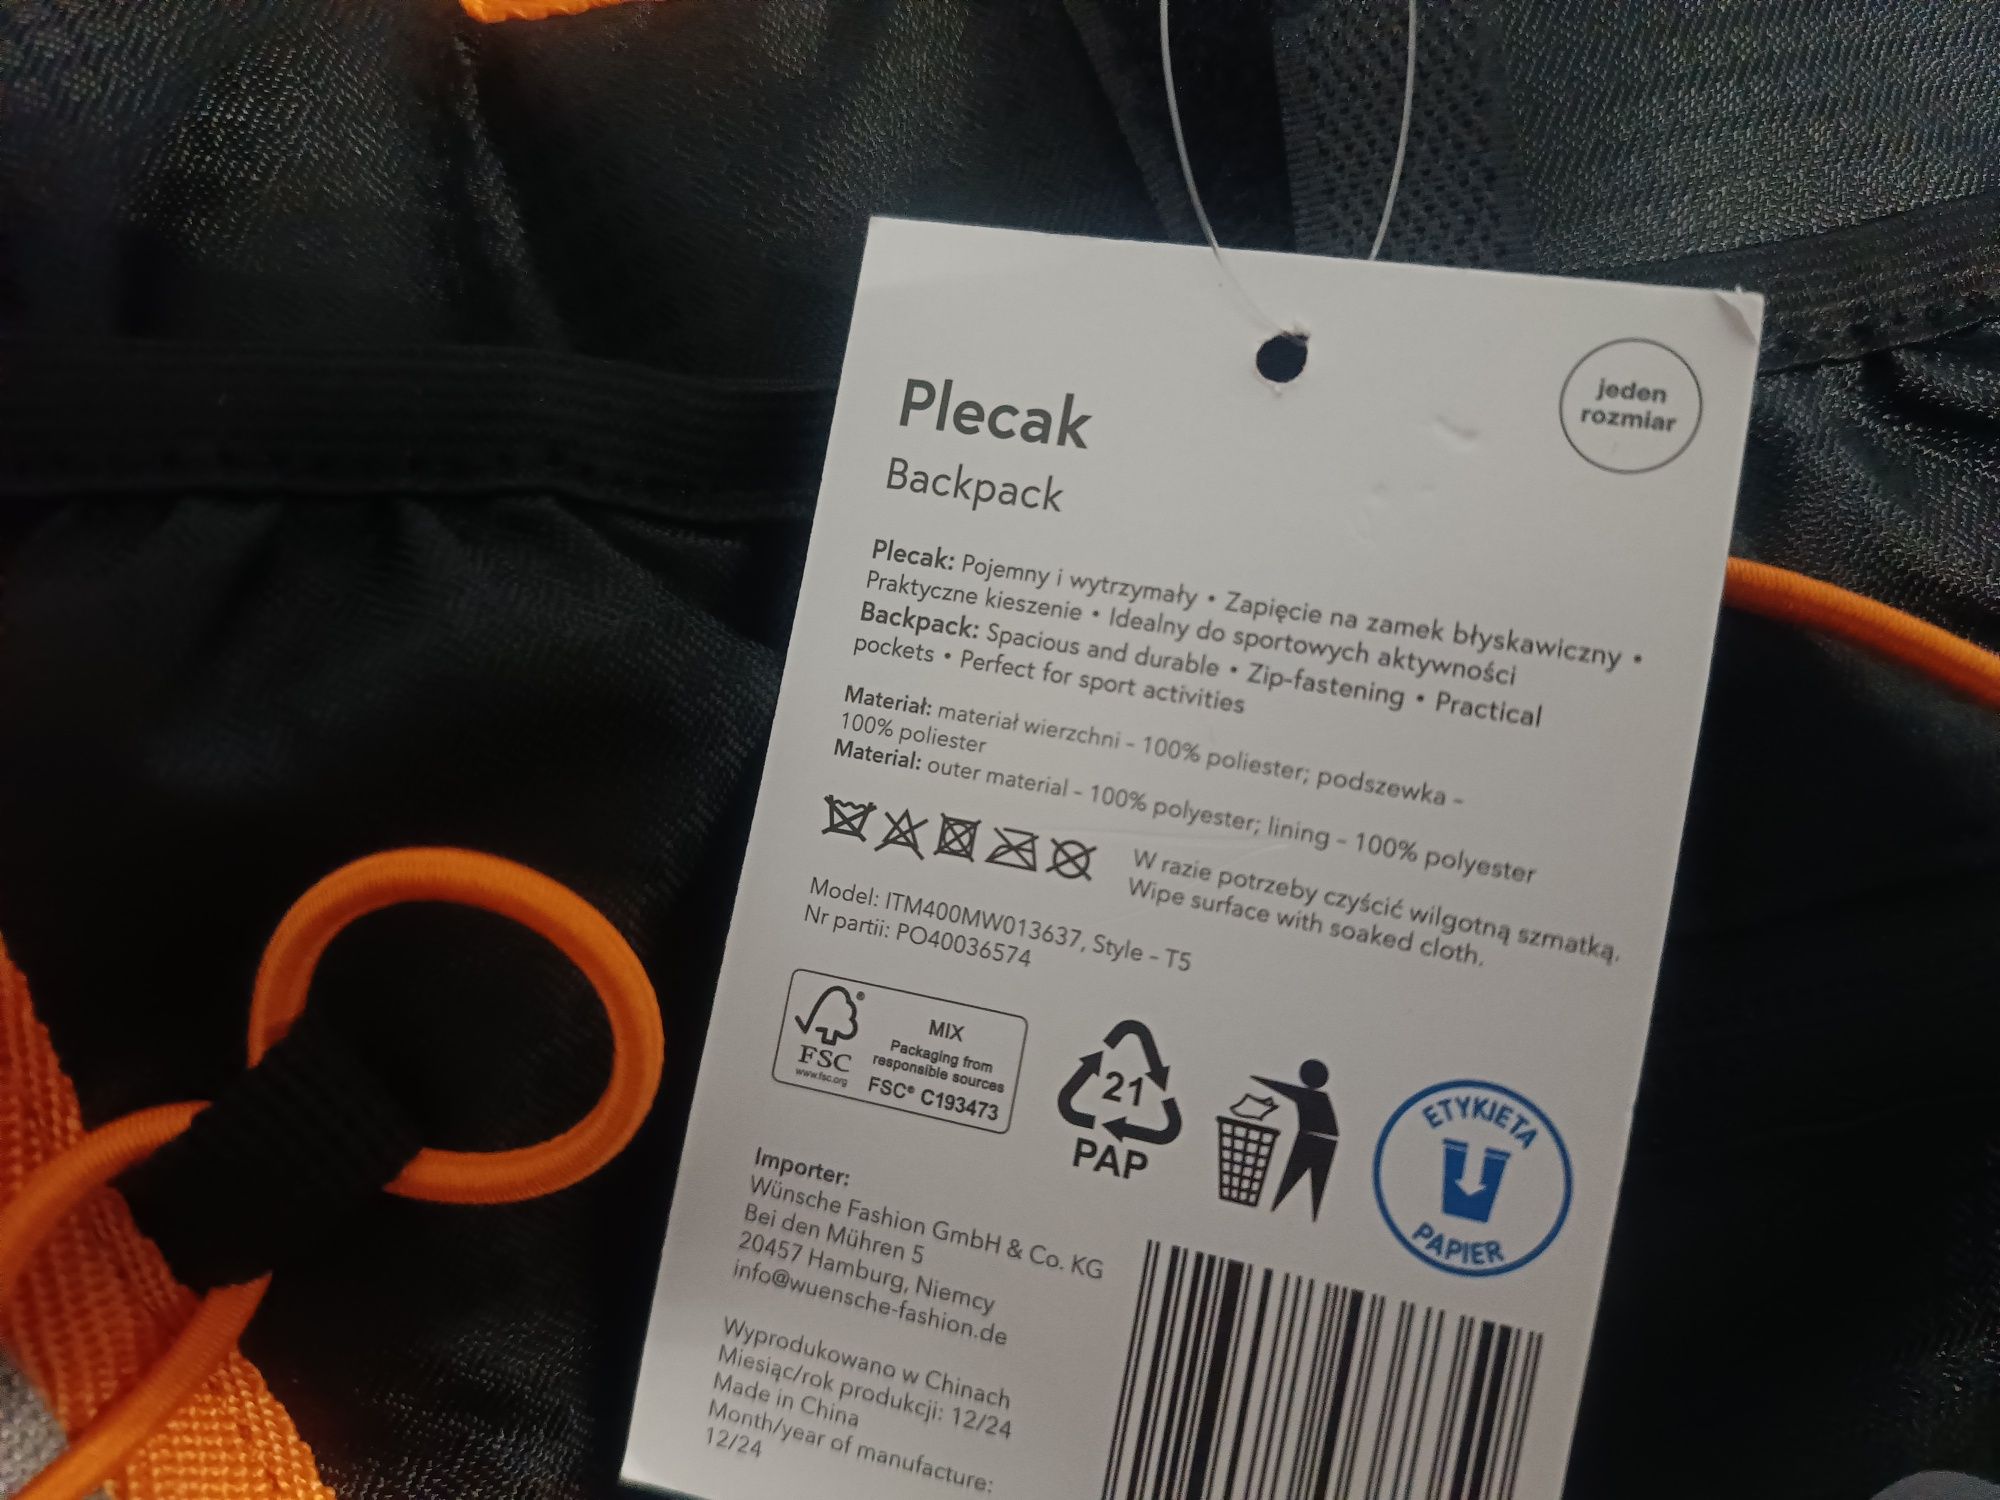 Plecak
Backpack
jeden
rozmiar
Plecak: Pojemny i wytrzymały • Zapięcie na zamek błyskawiczny •
Praktyczne kieszenie • Idealny do sportowych aktywności
Backpack: Spacious and durable • Zip-fastening • Practical
pockets • Perfect for sport activities
Materiał: materiał wierzchni – 100% poliester; podszewka –
100% poliester
Material: outer material – 100% polyester; lining – 100% polyester
W razie potrzeby czyścić wilgotną szmatką.
Wipe surface with soaked cloth.
Model: ITM400MW013637, Style – T5
Nr partii: PO40036574
FSC®
www.fsc.org
MIX
Packaging from
responsible sources
FSC® C193473
21
PAP
ETYKIETA
PAPIER
Importer:
Wünsche Fashion GmbH & Co. KG
Bei den Mühren 5
20457 Hamburg, Niemcy
info@wuensche-fashion.de
Wyprodukowano w Chinach
Miesiąc/rok produkcji: 12/24
Made in China
Month/year of manufacture:
12/24